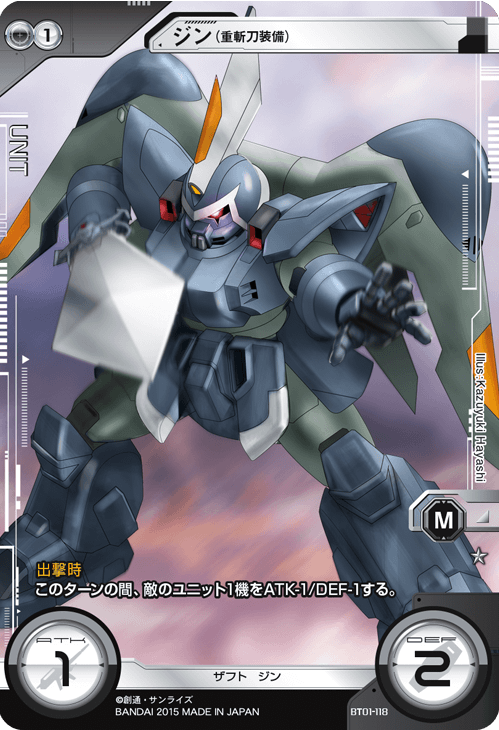 1
ジン(重斬刀装備)
UNIT
Illus:Kazuyuki Hayashi
M
出撃時
このターンの間、敵のユニット1機をATK-1/DEF-1する。
ATK
1
DEF
2
ザフト ジン
©創通・サンライズ
BANDAI 2015 MADE IN JAPAN
BT01-118